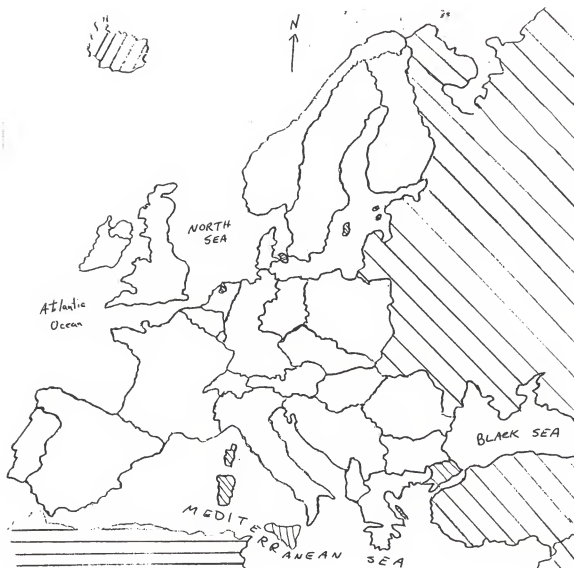 N
NORTH
SEA
Atlantic
Ocean
BLACK SEA
MEDITERRANEAN SEA